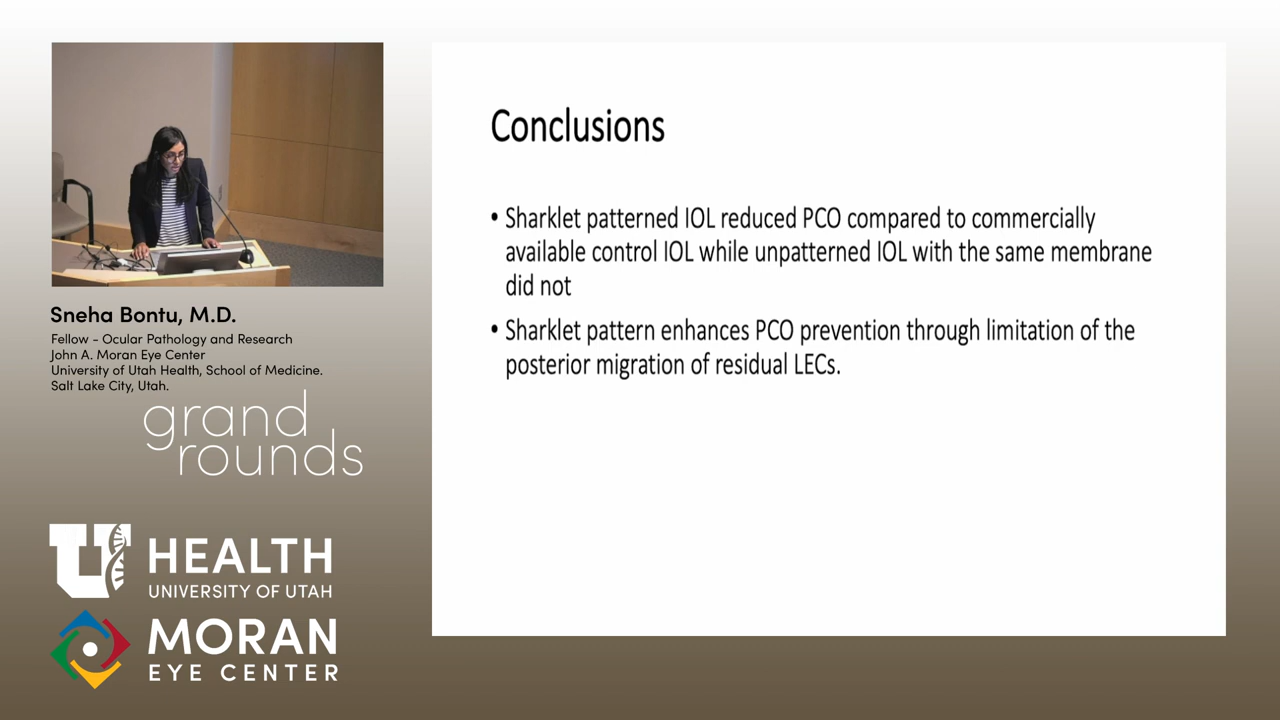 Conclusions
• Sharklet patterned IOL reduced PCO compared to commercially
available control IOL while unpatterned IOL with the same membrane
did not
• Sharklet pattern enhances PCO prevention through limitation of the
posterior migration of residual LECs.
Sneha Bontu, M.D.
Fellow - Ocular Pathology and Research
John A. Moran Eye Center
University of Utah Health, School of Medicine.
Salt Lake City, Utah.
grand
rounds
U HEALTH
UNIVERSITY OF UTAH
MORAN
EYE CENTER